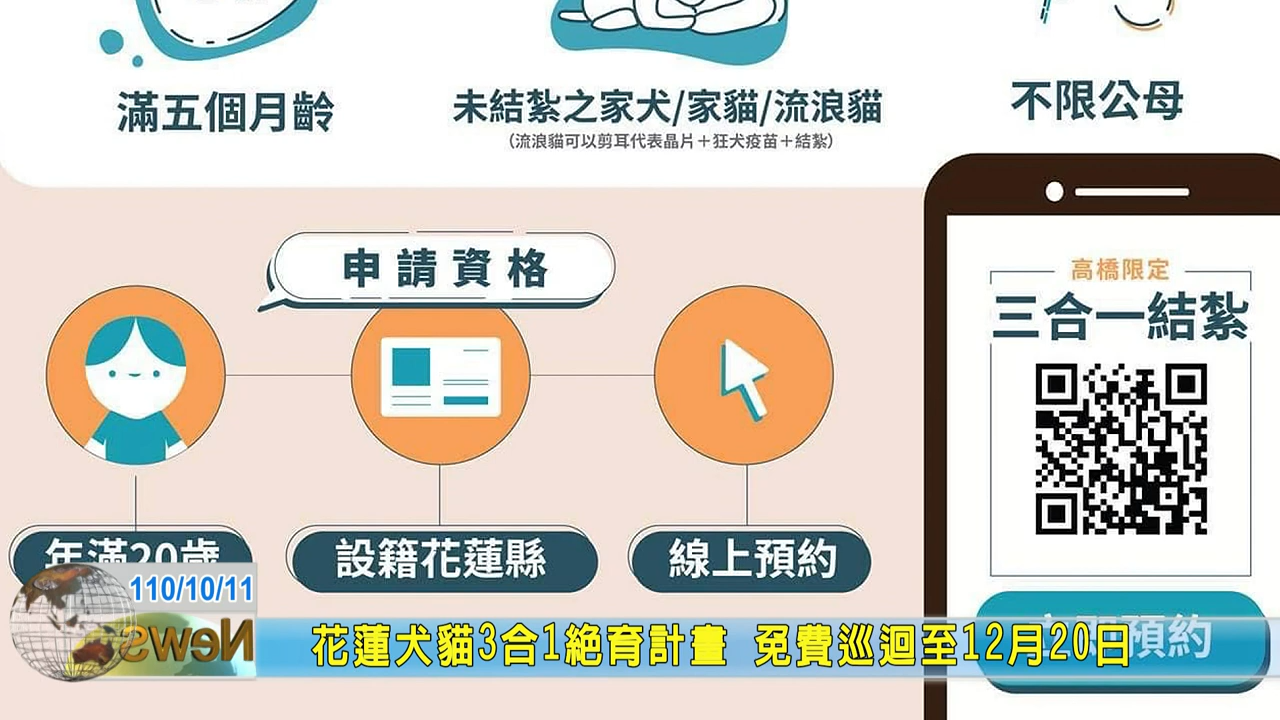 滿五個月齡
未結紮之家犬/家貓/流浪貓
(流浪貓可以剪耳代表晶片＋狂犬疫苗＋結紮)
不限公母
申請資格
高橋限定
三合一結紮
年滿20歲
設籍花蓮縣
線上預約
110/10/11
News
花蓮犬貓3合1絕育計畫 免費巡迴至12月20日
預約